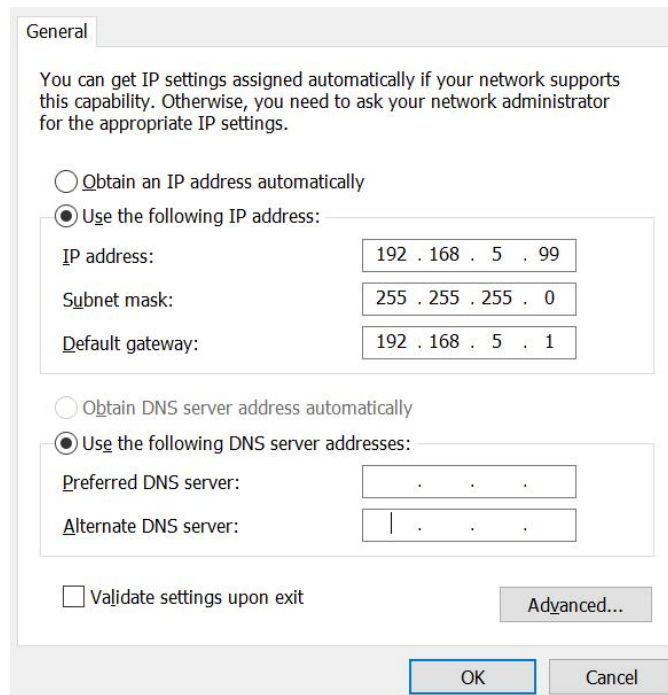 General
You can get IP settings assigned automatically if your network supports
this capability. Otherwise, you need to ask your network administrator
for the appropriate IP settings.
Obtain an IP address automatically
Use the following IP address:
IP address: 192 . 168 . 5 . 99
Subnet mask: 255 . 255 . 255 . 0
Default gateway: 192 . 168 . 5 . 1
Obtain DNS server address automatically
Use the following DNS server addresses:
Preferred DNS server: . . .
Alternate DNS server: . . .
Validate settings upon exit
Advanced...
OK Cancel